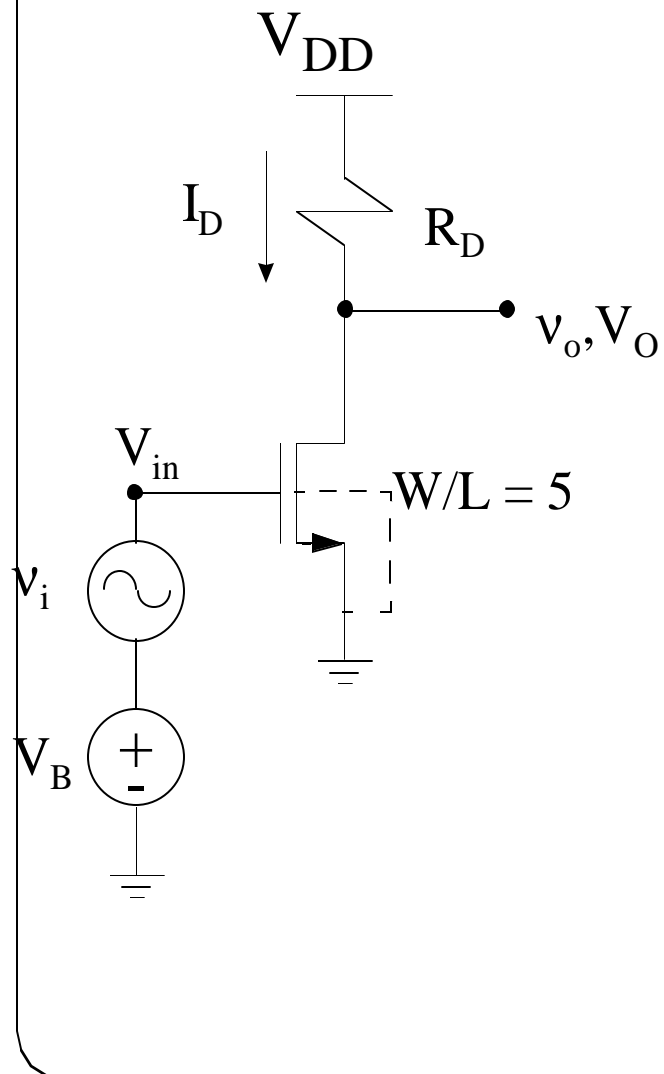 V_DD
I_D
R_D
ν_o,V_O
V_in
W/L = 5
ν_i
V_B
+
-